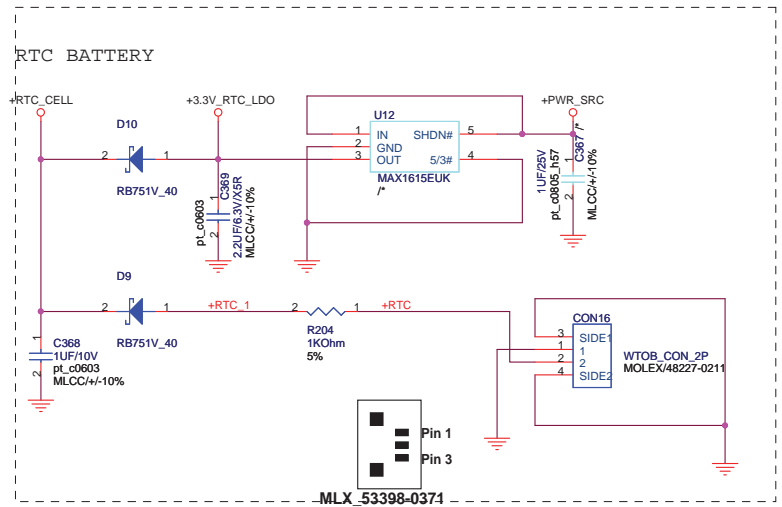 RTC BATTERY
+RTC_CELL
+3.3V_RTC_LDO
+PWR_SRC
D10
2
1
RB751V_40
U12
1
IN
SHDN#
5
2
GND
3
OUT
5/3#
4
MAX1615EUK
/*
1
2
C369
2.2UF/6.3V/X5R
MLCC/+/-10%
pt_c0603
1
2
C367 /*
1UF/25V
pt_c0805_h57
MLCC/+/-10%
D9
2
1
RB751V_40
+RTC_1
2
1
R204
1KOhm
5%
+RTC
CON16
3
SIDE1
1
1
2
2
4
SIDE2
WTOB_CON_2P
MOLEX/48227-0211
1
2
C368
1UF/10V
pt_c0603
MLCC/+/-10%
Pin 1
Pin 3
MLX_53398-0371